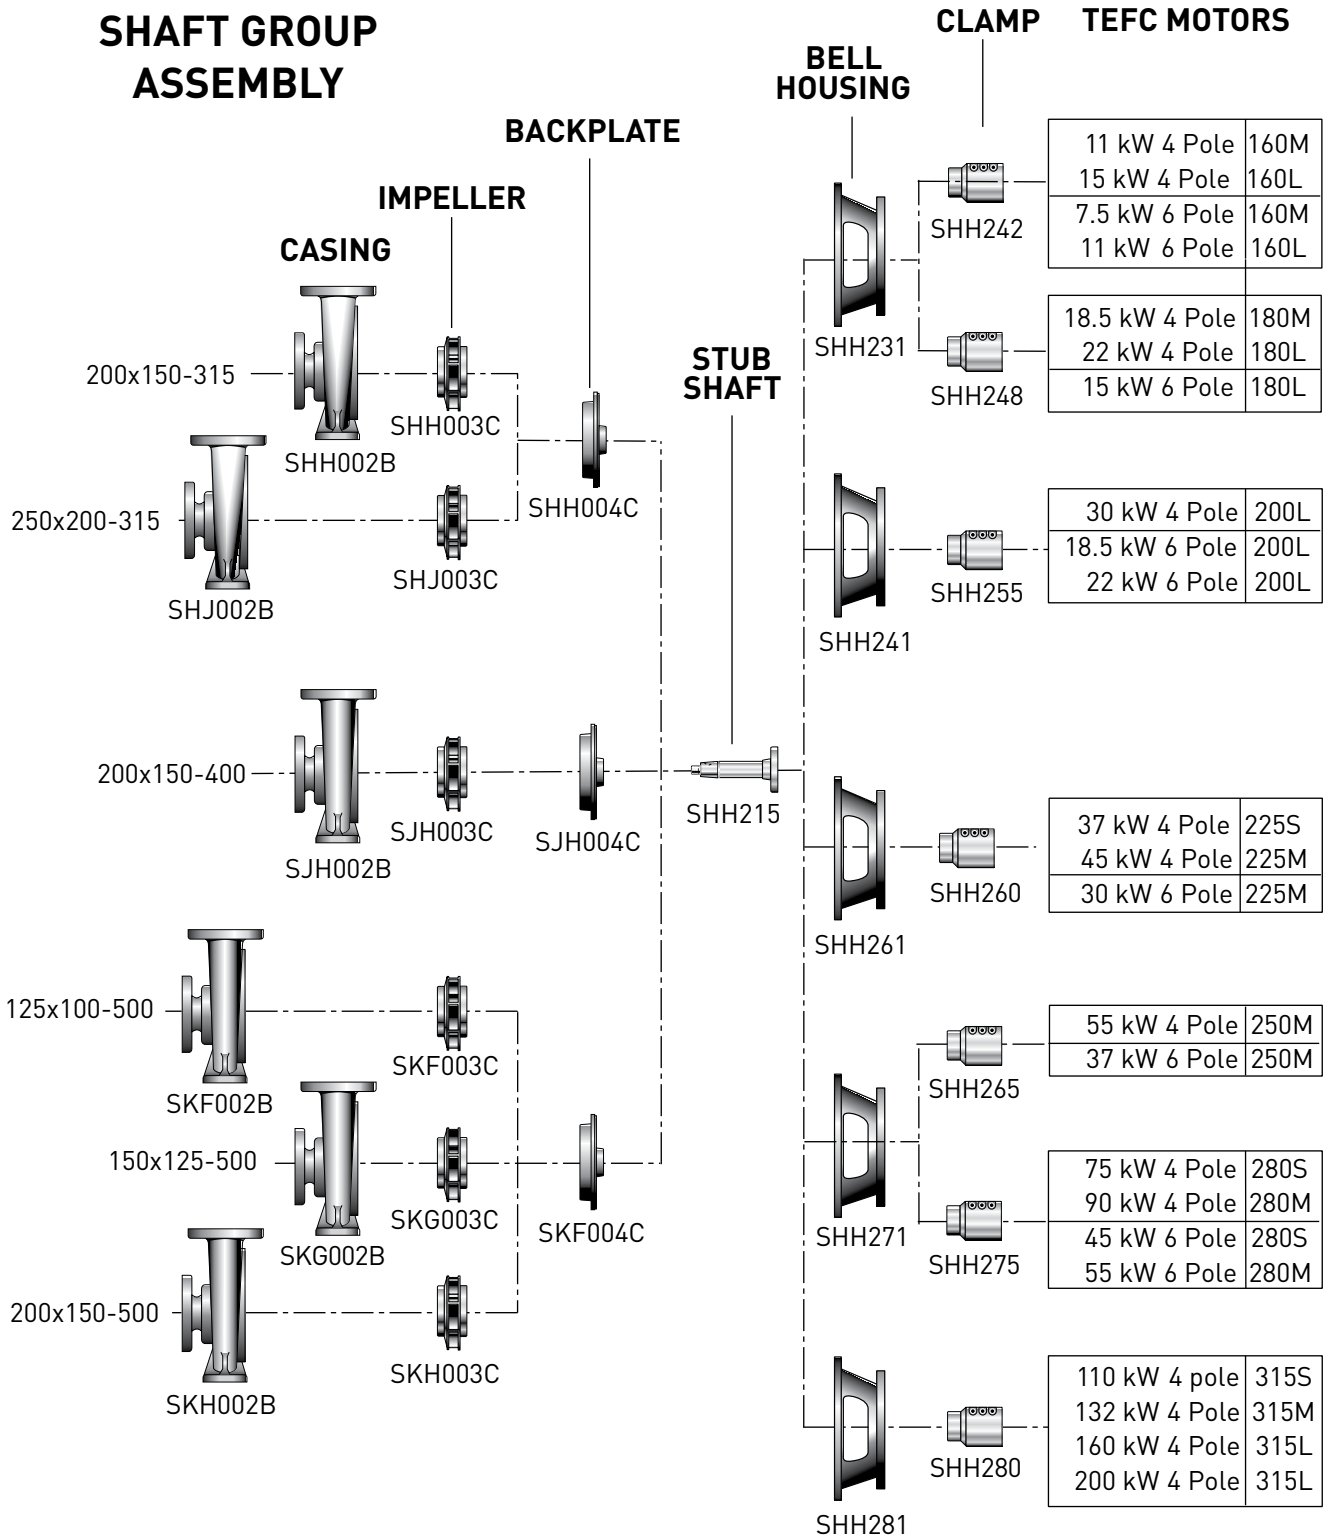 SHAFT GROUP
ASSEMBLY
CASING
IMPELLER
BACKPLATE
STUB
SHAFT
BELL
HOUSING
CLAMP
TEFC MOTORS
200x150-315
SHH002B
SHH003C
250x200-315
SHJ002B
SHJ003C
SHH004C
200x150-400
SJH002B
SJH003C
SJH004C
125x100-500
SKF002B
SKF003C
150x125-500
SKG002B
SKG003C
SKF004C
200x150-500
SKH002B
SKH003C
SHH215
SHH231
SHH242
11 kW 4 Pole 160M
15 kW 4 Pole 160L
7.5 kW 6 Pole 160M
11 kW 6 Pole 160L
SHH248
18.5 kW 4 Pole 180M
22 kW 4 Pole 180L
15 kW 6 Pole 180L
SHH241
SHH255
30 kW 4 Pole 200L
18.5 kW 6 Pole 200L
22 kW 6 Pole 200L
SHH261
SHH260
37 kW 4 Pole 225S
45 kW 4 Pole 225M
30 kW 6 Pole 225M
SHH271
SHH265
55 kW 4 Pole 250M
37 kW 6 Pole 250M
SHH275
75 kW 4 Pole 280S
90 kW 4 Pole 280M
45 kW 6 Pole 280S
55 kW 6 Pole 280M
SHH281
SHH280
110 kW 4 pole 315S
132 kW 4 Pole 315M
160 kW 4 Pole 315L
200 kW 4 Pole 315L